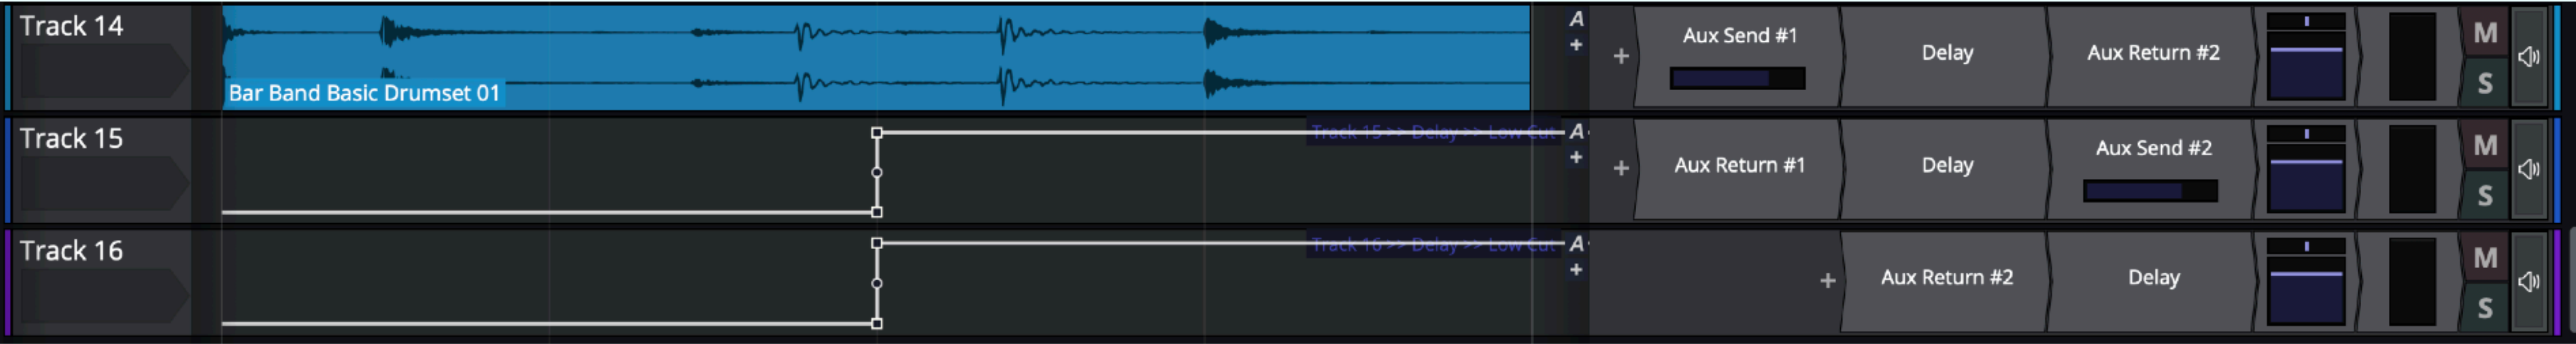 Track 14
Bar Band Basic Drumset 01
A
+
+
Aux Send #1
Delay
Aux Return #2
M
S
Track 15
Track 15 >> Delay >> Low Cut
A
+
+
Aux Return #1
Delay
Aux Send #2
M
S
Track 16
Track 16 >> Delay >> Low Cut
A
+
+
Aux Return #2
Delay
M
S